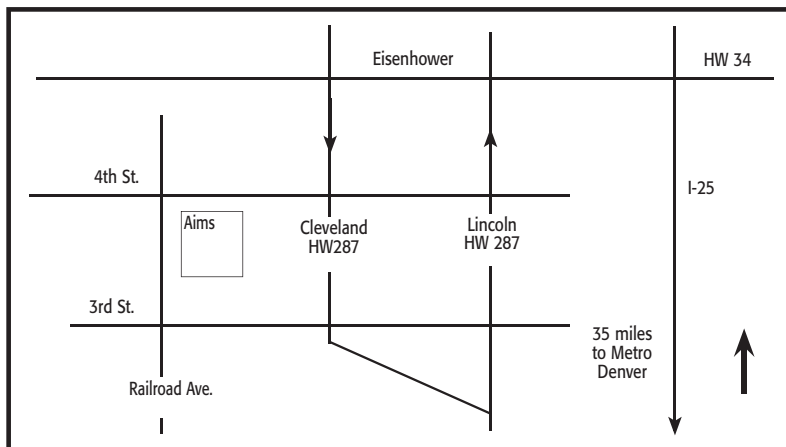 Eisenhower
HW 34
4th St.
I-25
Aims
Cleveland
HW287
Lincoln
HW 287
3rd St.
35 miles
to Metro
Denver
Railroad Ave.